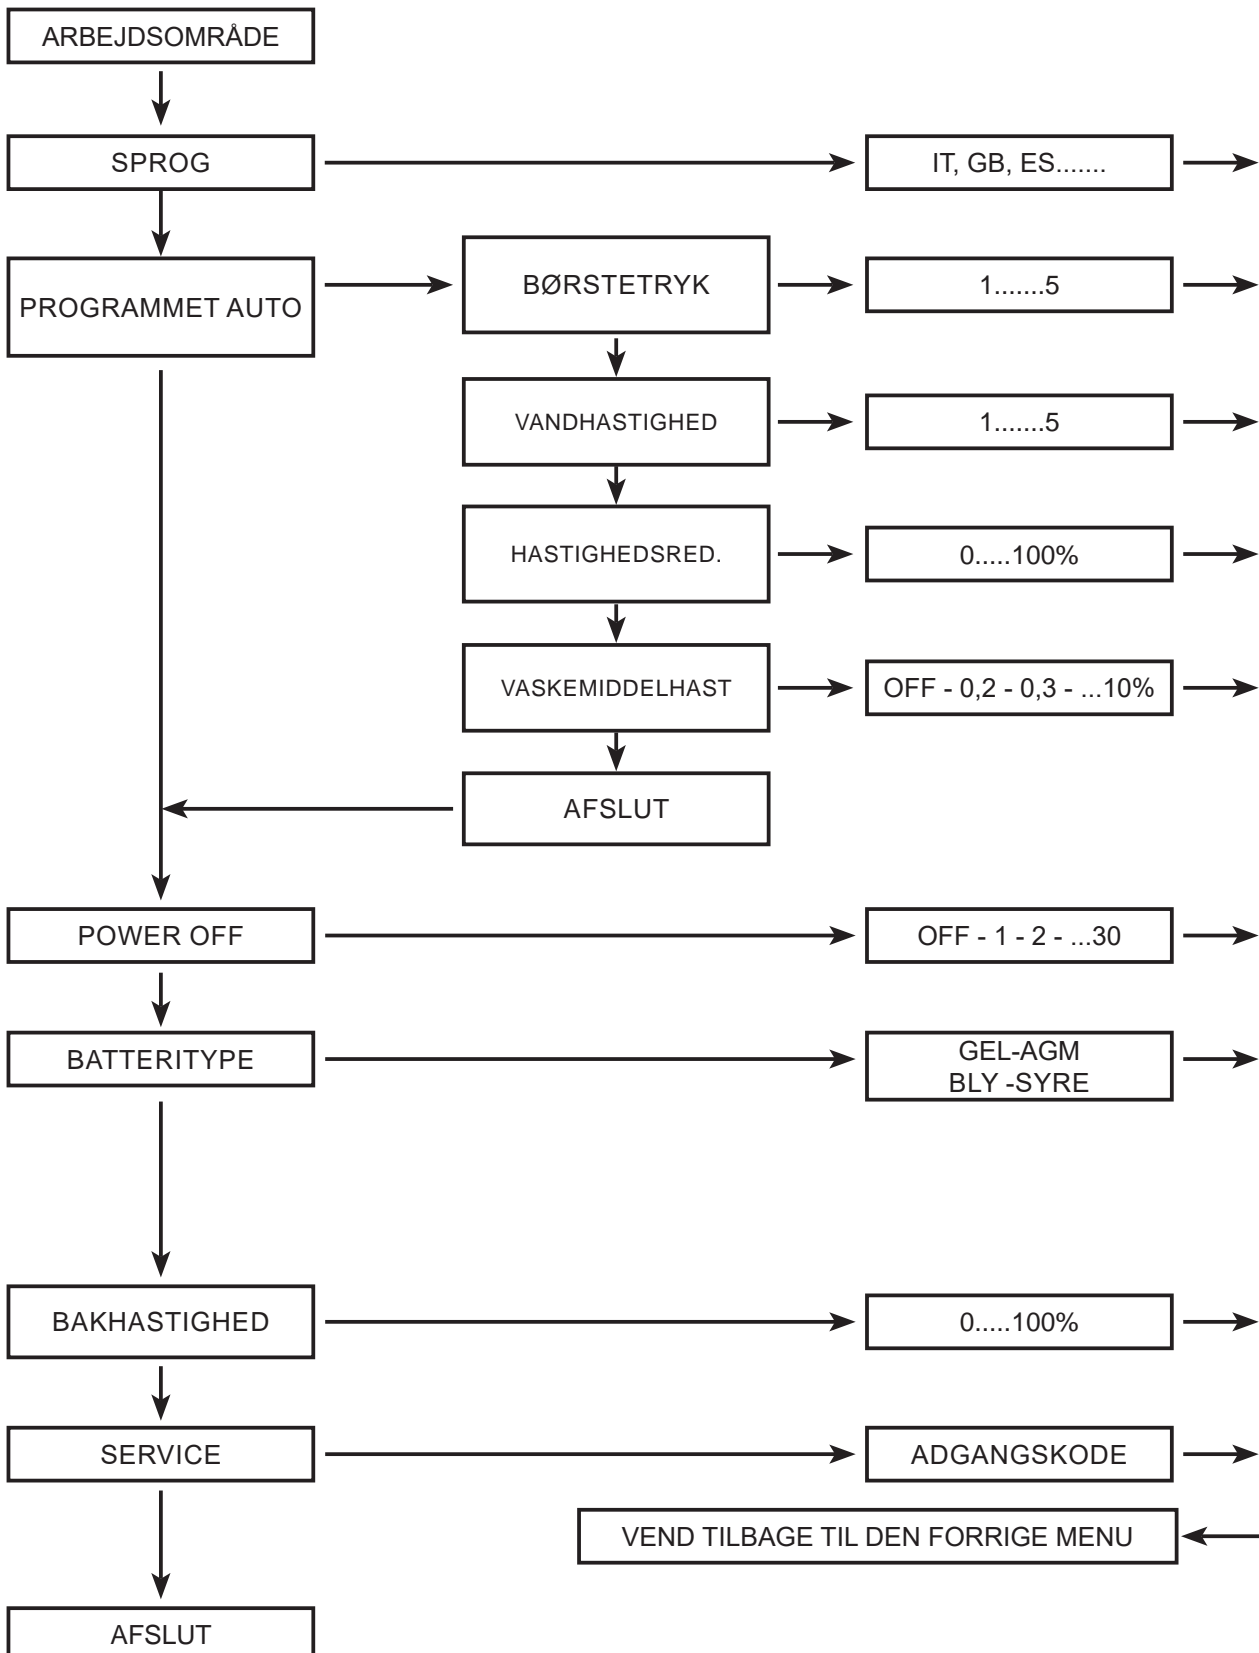 ARBEJDSOMRÅDE
SPROG
IT, GB, ES.......
PROGRAMMET AUTO
BØRSTETRYK
1.......5
VANDHASTIGHED
1.......5
HASTIGHEDSRED.
0.....100%
VASKEMIDDELHAST
OFF - 0,2 - 0,3 - ...10%
AFSLUT
POWER OFF
OFF - 1 - 2 - ...30
BATTERITYPE
GEL-AGM
BLY -SYRE
BAKHASTIGHED
0.....100%
SERVICE
ADGANGSKODE
VEND TILBAGE TIL DEN FORRIGE MENU
AFSLUT